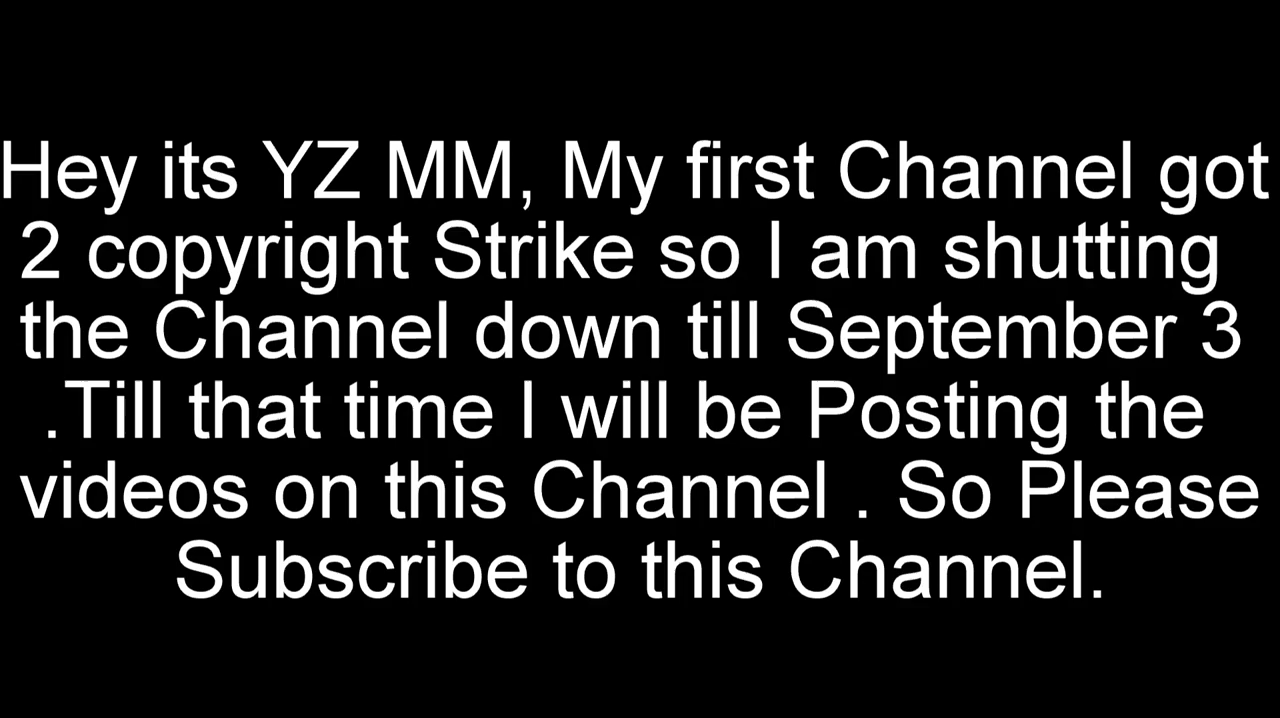 Hey its YZ MM, My first Channel got
2 copyright Strike so I am shutting
the Channel down till September 3
.Till that time I will be Posting the
videos on this Channel . So Please
Subscribe to this Channel.